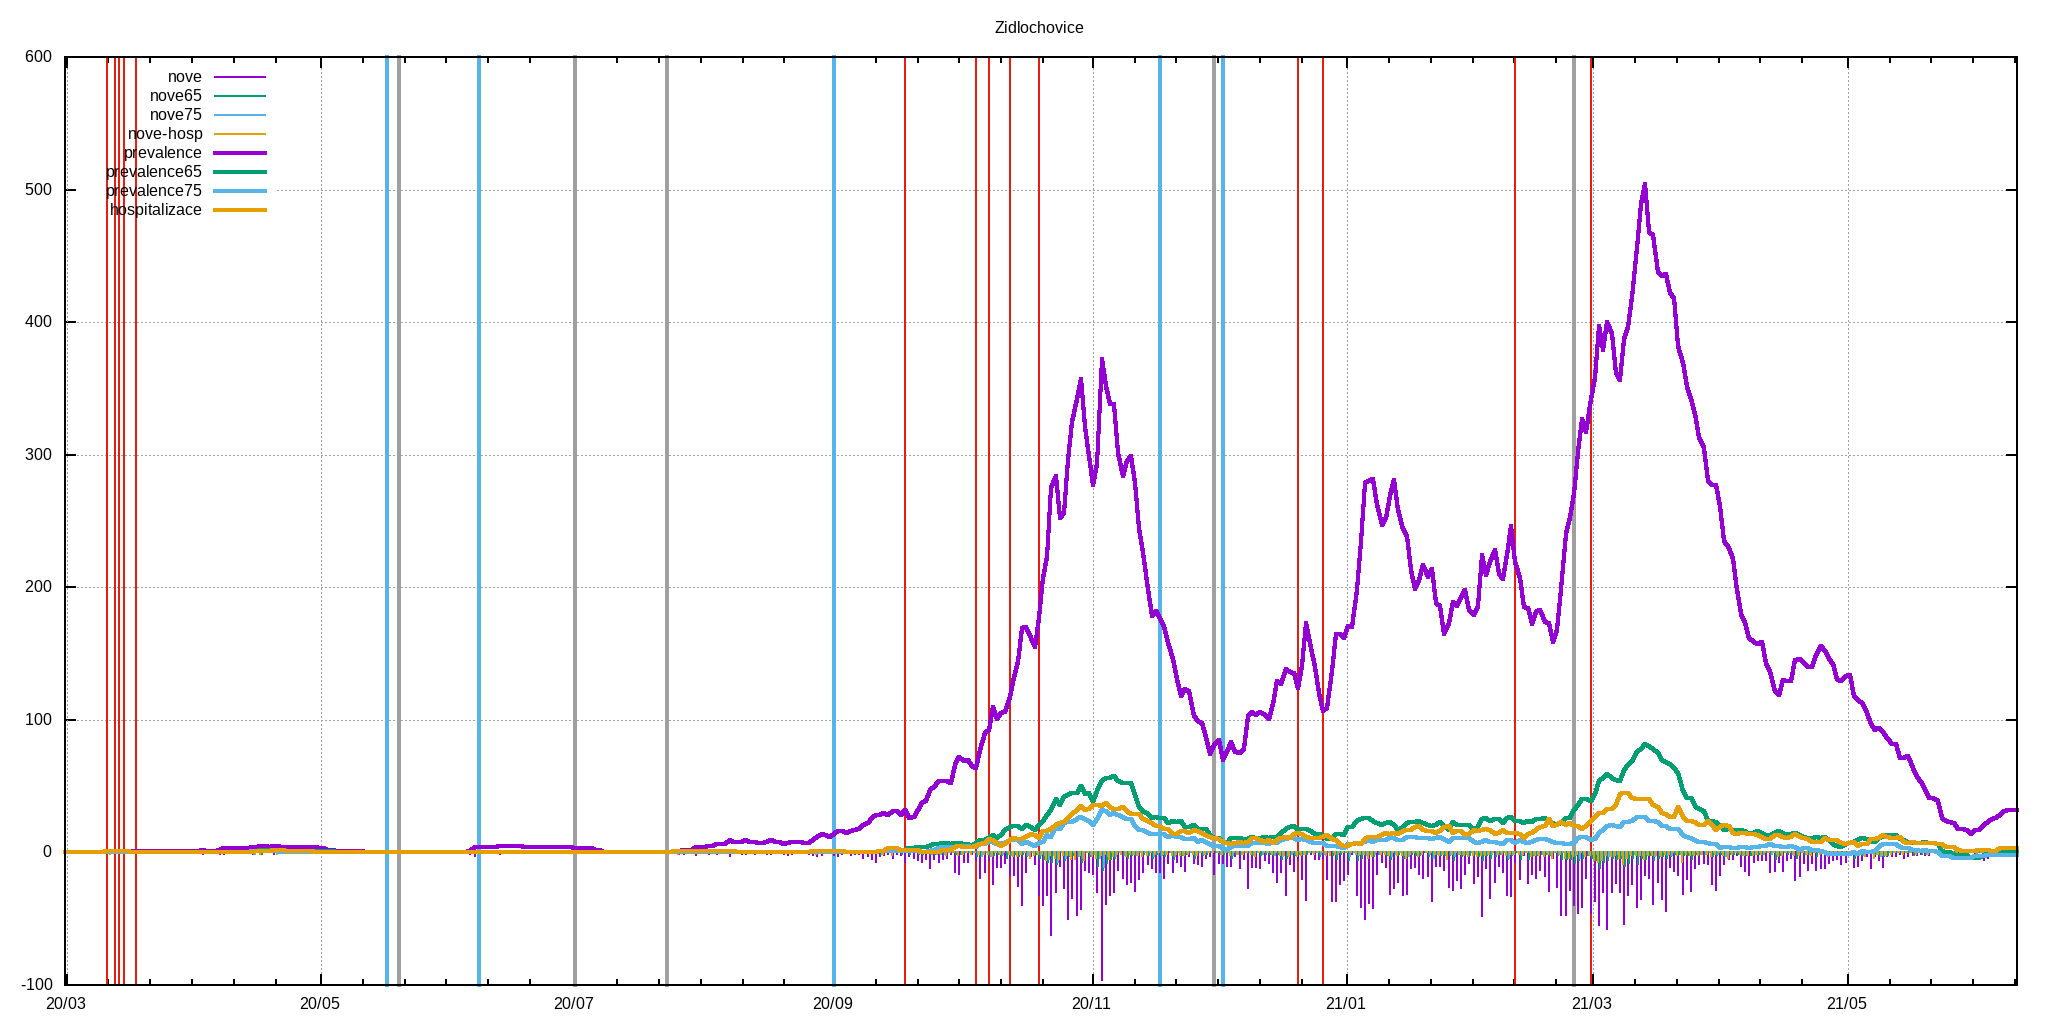 Zidlochovice
600
500
400
300
200
100
0
-100
nove
nove65
nove75
nove-hosp
prevalence
prevalence65
prevalence75
hospitalizace
20/03 20/05 20/07 20/09 20/11 21/01 21/03 21/05